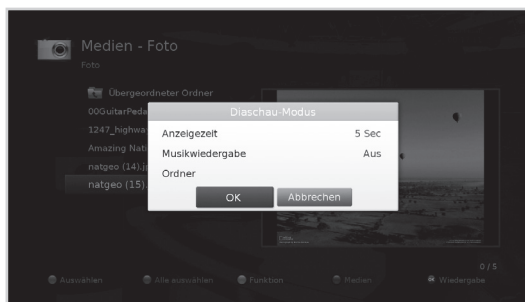 Medien - Foto
Foto
Übergeordneter Ordner
00GuitarPeda
1247_highwa
Amazing Nati
natgeo (14).j
natgeo (15).
Diaschau-Modus
Anzeigezeit 5 Sec
Musikwiedergabe Aus
Ordner
OK Abbrechen
0 / 5
Auswählen Alle auswählen Funktion Medien Wiedergabe